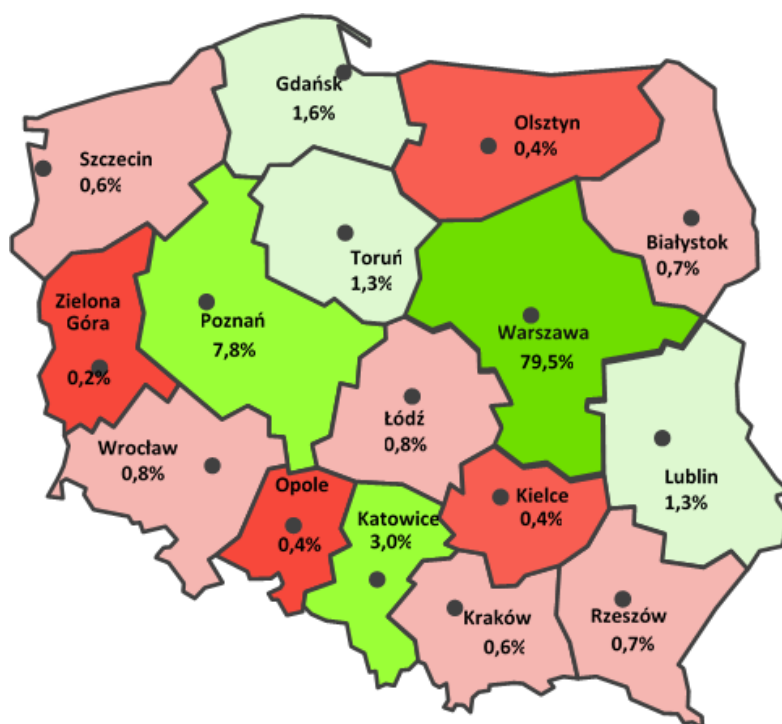 Gdańsk
1,6%
Olsztyn
0,4%
Szczecin
0,6%
Białystok
0,7%
Toruń
1,3%
Zielona
Góra
0,2%
Poznań
7,8%
Warszawa
79,5%
Łódź
0,8%
Wrocław
0,8%
Lublin
1,3%
Opole
0,4%
Katowice
3,0%
Kielce
0,4%
Kraków
0,6%
Rzeszów
0,7%